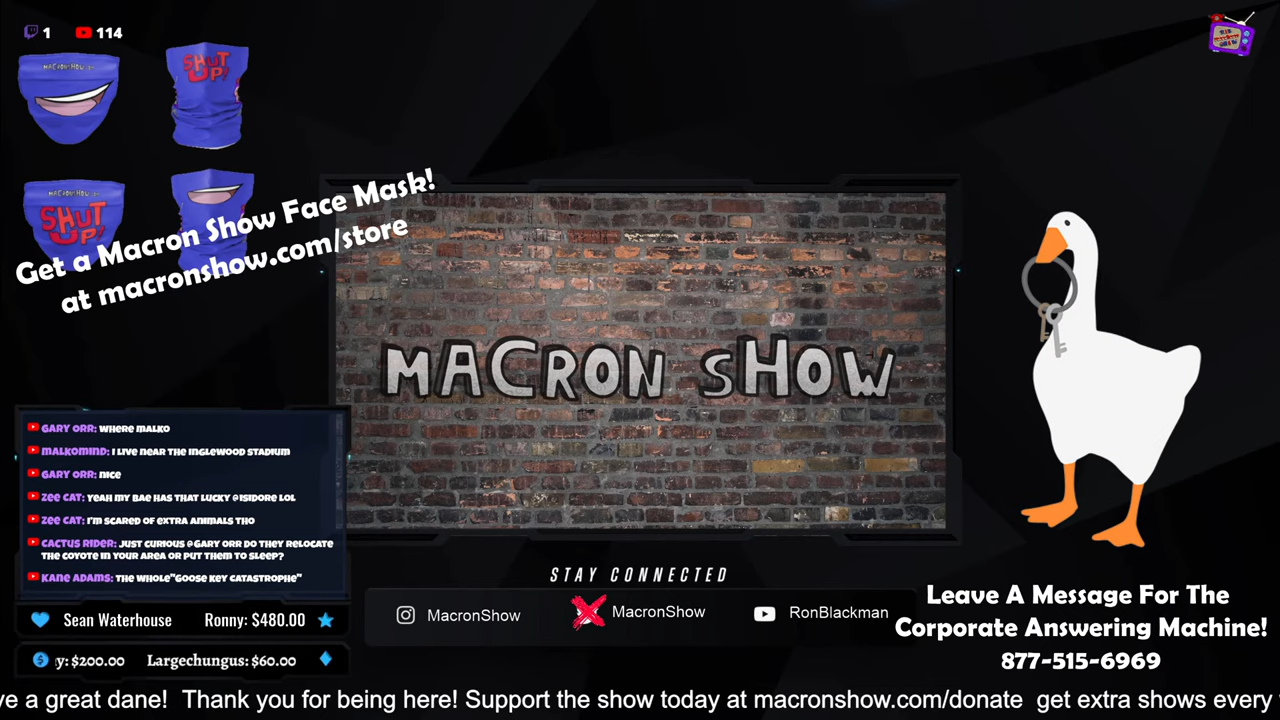 1 114
MACRONSHOW
SHUT UP!
MACRONSHOW
SHUT UP!
Get a Macron Show Face Mask!
at macronshow.com/store
MACRON SHOW
GARY ORR: WHERE MALKO
MALKOMIND: I LIVE NEAR THE INGLEWOOD STADIUM
GARY ORR: NICE
ZEE CAT: YEAH MY BAE HAS THAT LUCKY @ISIDORE LOL
ZEE CAT: I'M SCARED OF EXTRA ANIMALS THO
CACTUS RIDER: JUST CURIOUS @GARY ORR DO THEY RELOCATE
THE COYOTE IN YOUR AREA OR PUT THEM TO SLEEP?
KANE ADAMS: THE WHOLE"GOOSE KEY CATASTROPHE"
Sean Waterhouse Ronny: $480.00
y: $200.00 Largechungus: $60.00
STAY CONNECTED
MacronShow MacronShow RonBlackman
Leave A Message For The
Corporate Answering Machine!
877-515-6969
ve a great dane! Thank you for being here! Support the show today at macronshow.com/donate get extra shows every